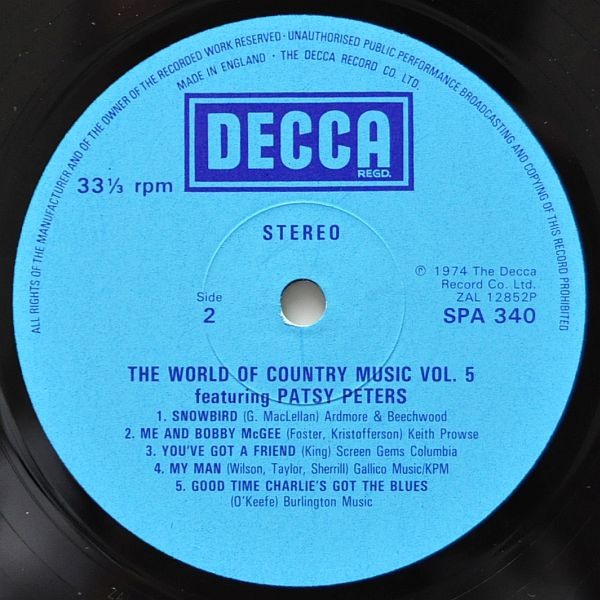 ALL RIGHTS OF THE MANUFACTURER AND OF THE OWNER OF THE RECORDED WORK RESERVED · UNAUTHORISED PUBLIC PERFORMANCE BROADCASTING AND COPYING OF THIS RECORD PROHIBITED
MADE IN ENGLAND · THE DECCA RECORD CO. LTD.
DECCA
REGD.
33⅓ rpm
STEREO
℗ 1974 The Decca
Record Co. Ltd.
ZAL 12852P
Side
2
SPA 340
THE WORLD OF COUNTRY MUSIC VOL. 5
featuring PATSY PETERS
1. SNOWBIRD (G. MacLellan) Ardmore & Beechwood
2. ME AND BOBBY McGEE (Foster, Kristofferson) Keith Prowse
3. YOU'VE GOT A FRIEND (King) Screen Gems Columbia
4. MY MAN (Wilson, Taylor, Sherrill) Gallico Music/KPM
5. GOOD TIME CHARLIE'S GOT THE BLUES
(O'Keefe) Burlington Music